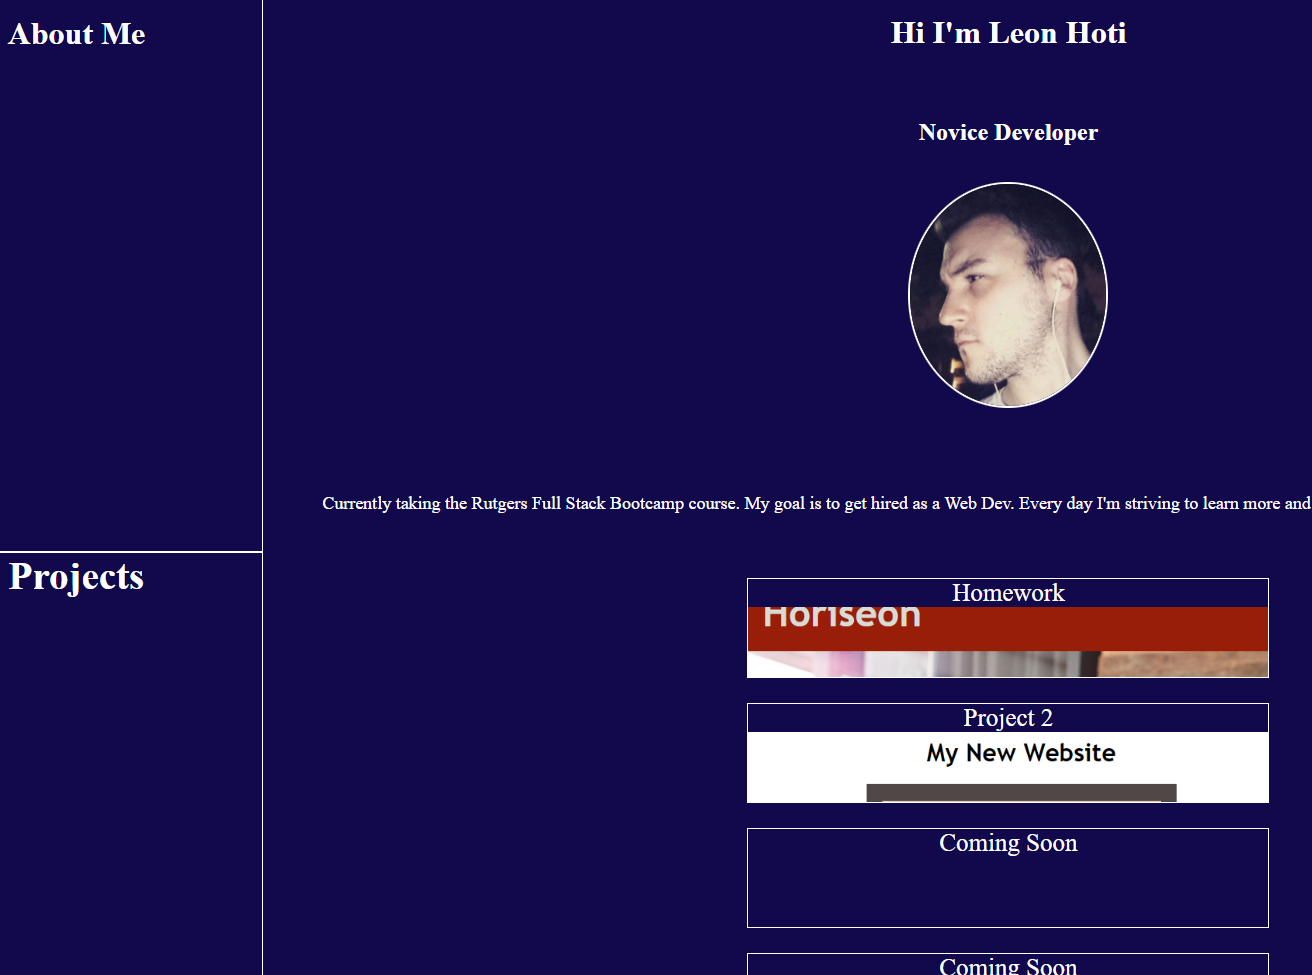 About Me
Hi I'm Leon Hoti
Novice Developer
Currently taking the Rutgers Full Stack Bootcamp course. My goal is to get hired as a Web Dev. Every day I'm striving to learn more and
Projects
Homework
Horiseon
Project 2
My New Website
Coming Soon
Coming Soon